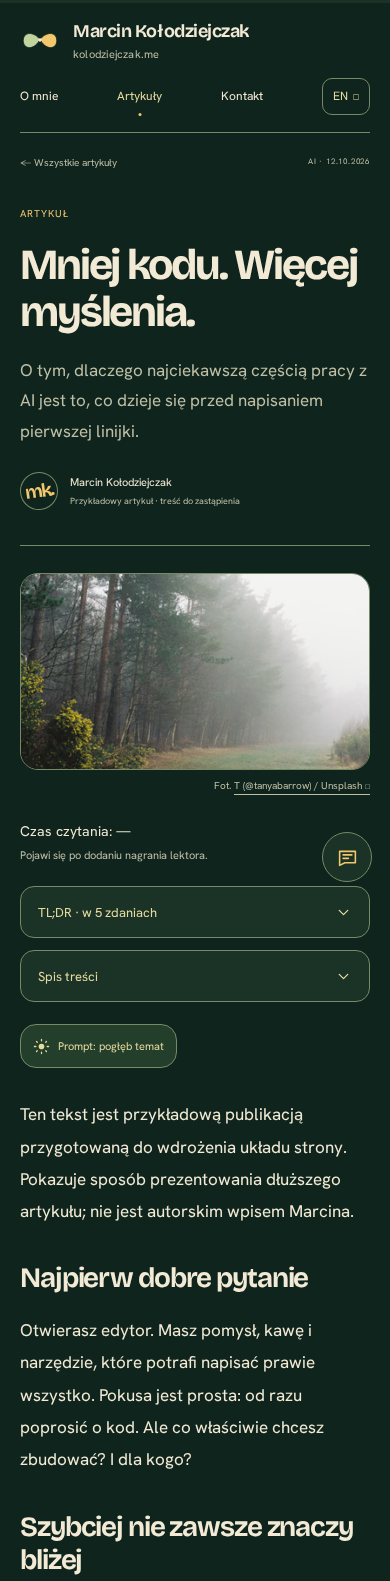 Marcin Kołodziejczak
kolodziejczak.me
O mnie
Artykuły
Kontakt
EN
← Wszystkie artykuły
AI · 12.10.2026
ARTYKUŁ
Mniej kodu. Więcej
myślenia.
O tym, dlaczego najciekawszą częścią pracy z
AI jest to, co dzieje się przed napisaniem
pierwszej linijki.
mk.
Marcin Kołodziejczak
Przykładowy artykuł · treść do zastąpienia
Fot. T (@tanyabarrow) / Unsplash
Czas czytania: —
Pojawi się po dodaniu nagrania lektora.
TL;DR · w 5 zdaniach
Spis treści
Prompt: pogłęb temat
Ten tekst jest przykładową publikacją
przygotowaną do wdrożenia układu strony.
Pokazuje sposób prezentowania dłuższego
artykułu; nie jest autorskim wpisem Marcina.
Najpierw dobre pytanie
Otwierasz edytor. Masz pomysł, kawę i
narzędzie, które potrafi napisać prawie
wszystko. Pokusa jest prosta: od razu
poprosić o kod. Ale co właściwie chcesz
zbudować? I dla kogo?
Szybciej nie zawsze znaczy
bliżej